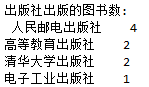 出版社出版的图书数：
人民邮电出版社 4
高等教育出版社 2
清华大学出版社 2
电子工业出版社 1